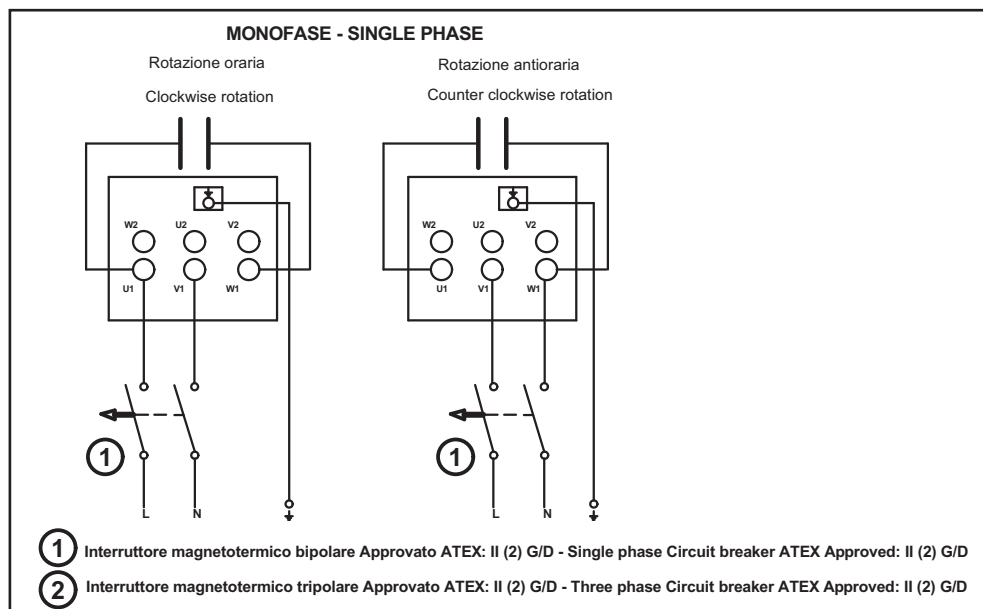 MONOFASE - SINGLE PHASE
Rotazione oraria
Clockwise rotation
Rotazione antioraria
Counter clockwise rotation
W2 U2 V2
U1 V1 W1
W2 U2 V2
U1 V1 W1
1
1
L N
L N
1 Interruttore magnetotermico bipolare Approvato ATEX: II (2) G/D - Single phase Circuit breaker ATEX Approved: II (2) G/D
2 Interruttore magnetotermico tripolare Approvato ATEX: II (2) G/D - Three phase Circuit breaker ATEX Approved: II (2) G/D